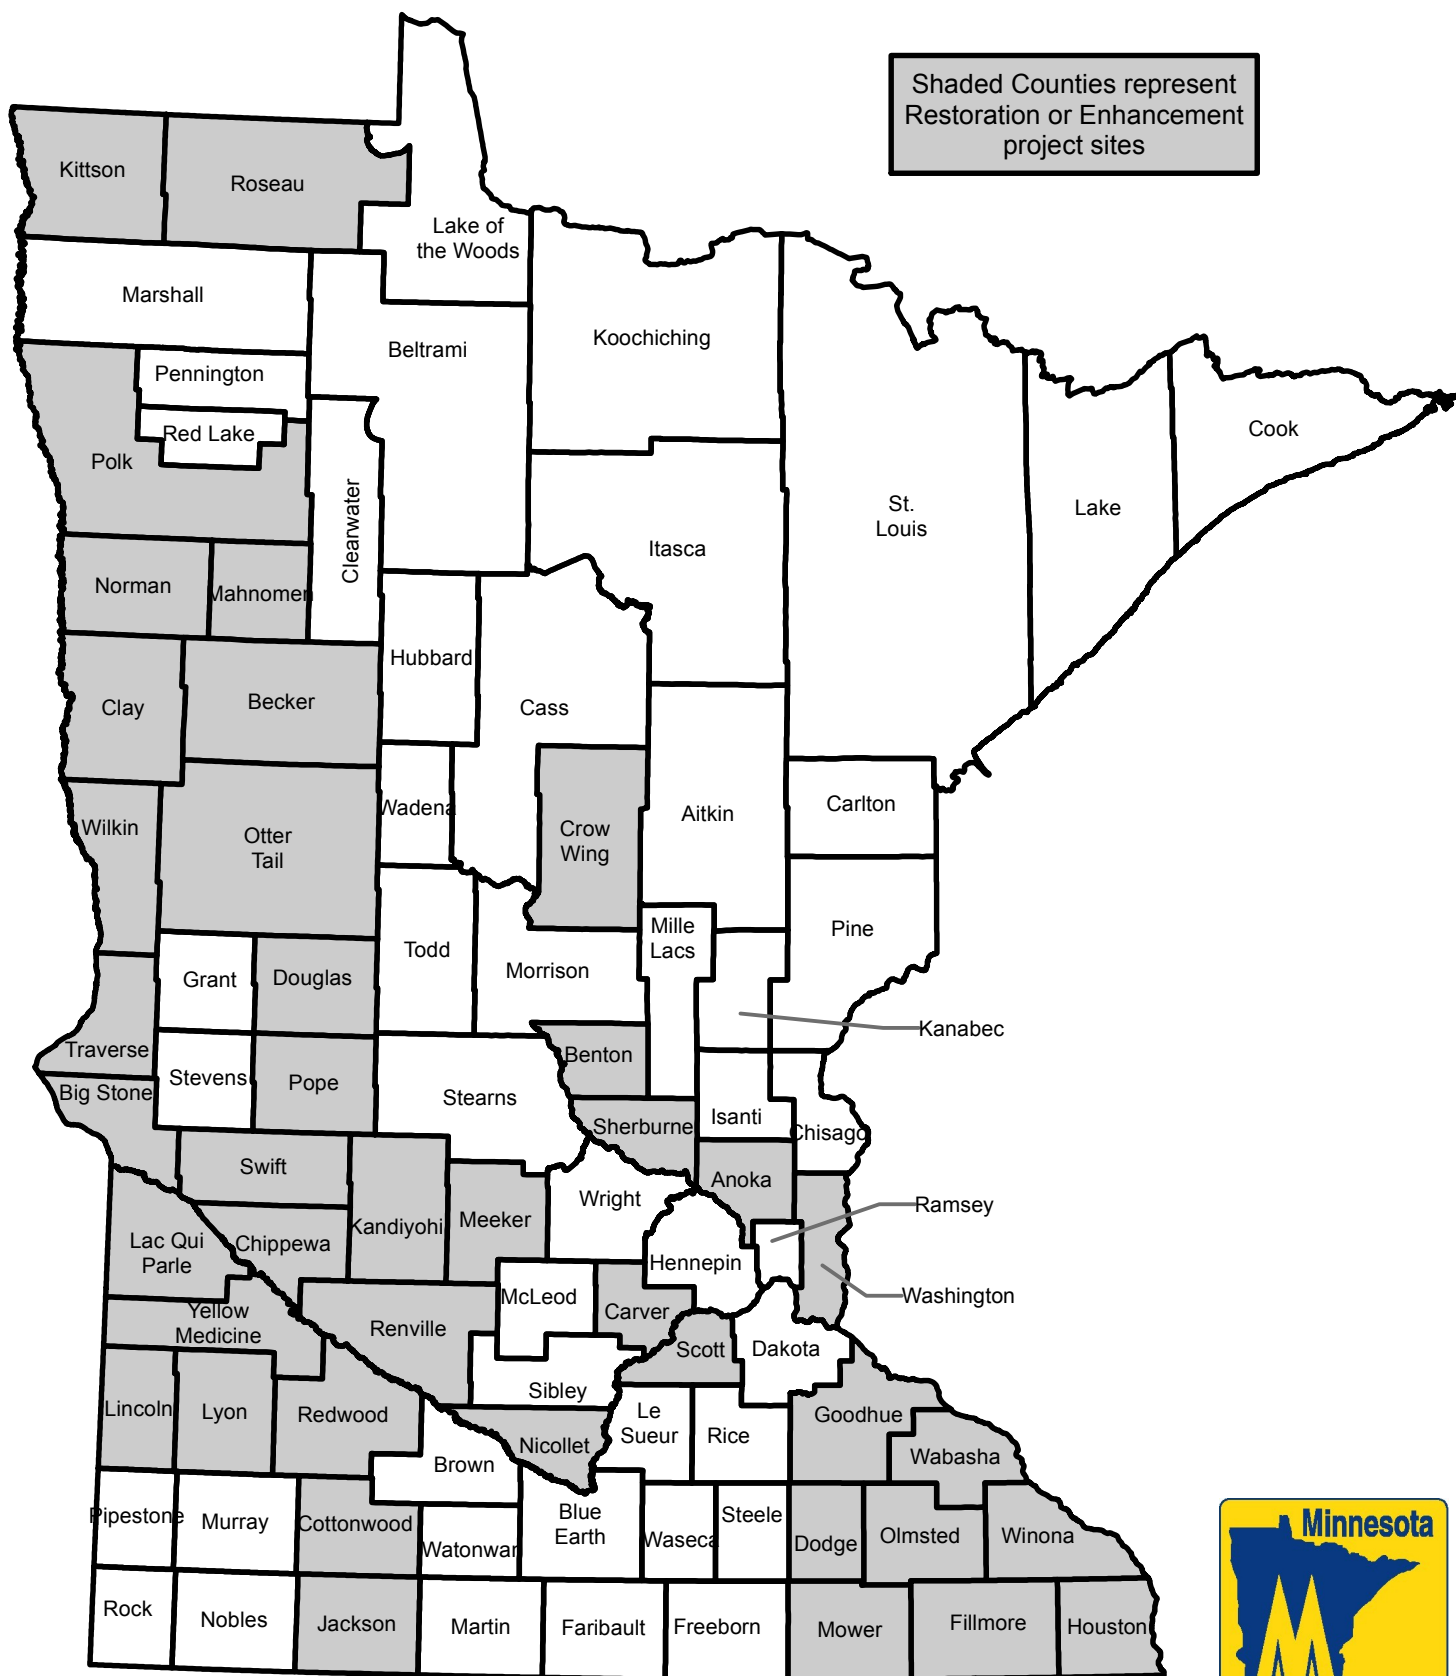 Shaded Counties represent
Restoration or Enhancement
project sites
Kittson
Roseau
Lake of
the Woods
Marshall
Koochiching
Beltrami
Pennington
Red Lake
Polk
Cook
Clearwater
St.
Louis
Lake
Itasca
Norman
Mahnomen
Hubbard
Clay
Becker
Cass
Wadena
Aitkin
Carlton
Wilkin
Otter
Tail
Crow
Wing
Mille
Lacs
Pine
Todd
Morrison
Grant
Douglas
Kanabec
Traverse
Benton
Big Stone
Stevens
Pope
Stearns
Isanti
Sherburne
Chisago
Swift
Anoka
Wright
Ramsey
Kandiyohi
Meeker
Lac Qui
Parle
Chippewa
Hennepin
Washington
McLeod
Carver
Yellow
Medicine
Renville
Scott
Dakota
Sibley
Lincoln
Lyon
Redwood
Le
Sueur
Rice
Goodhue
Nicollet
Brown
Wabasha
Pipestone
Murray
Cottonwood
Watonwan
Blue
Earth
Waseca
Steele
Dodge
Olmsted
Winona
Minnesota
Rock
Nobles
Jackson
Martin
Faribault
Freeborn
Mower
Fillmore
Houston
M